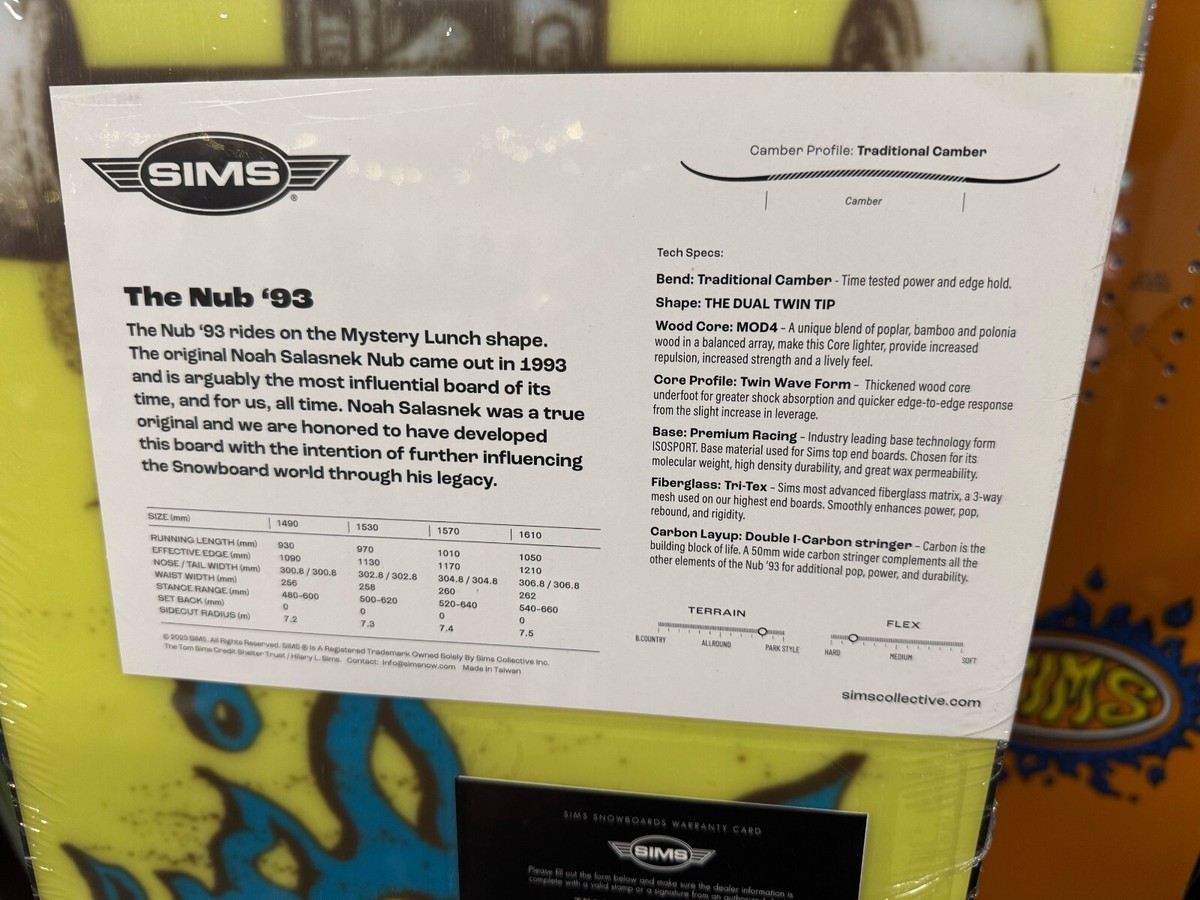 SIMS
®
The Nub ‘93
The Nub ‘93 rides on the Mystery Lunch shape.
The original Noah Salasnek Nub came out in 1993
and is arguably the most influential board of its
time, and for us, all time. Noah Salasnek was a true
original and we are honored to have developed
this board with the intention of further influencing
the Snowboard world through his legacy.
SIZE (mm) 1490 1530 1570 1610
RUNNING LENGTH (mm) 930 970 1010 1050
EFFECTIVE EDGE (mm) 1090 1130 1170 1210
NOSE / TAIL WIDTH (mm) 300.8 / 300.8 302.8 / 302.8 304.8 / 304.8 306.8 / 306.8
WAIST WIDTH (mm) 256 258 260 262
STANCE RANGE (mm) 480-600 500-620 520-640 540-660
SET BACK (mm) 0 0 0 0
SIDECUT RADIUS (m) 7.2 7.3 7.4 7.5
© 2023 SIMS. All Rights Reserved. SIMS ® Is A Registered Trademark Owned Solely By Sims Collective Inc.
The Tom Sims Credit Shelter Trust / Hilary L. Sims. Contact: Info@simsnow.com Made In Taiwan
Camber Profile: Traditional Camber
Camber
Tech Specs:
Bend: Traditional Camber - Time tested power and edge hold.
Shape: THE DUAL TWIN TIP
Wood Core: MOD4 – A unique blend of poplar, bamboo and polonia
wood in a balanced array, make this Core lighter, provide increased
repulsion, increased strength and a lively feel.
Core Profile: Twin Wave Form – Thickened wood core
underfoot for greater shock absorption and quicker edge-to-edge response
from the slight increase in leverage.
Base: Premium Racing – Industry leading base technology form
ISOSPORT. Base material used for Sims top end boards. Chosen for its
molecular weight, high density durability, and great wax permeability.
Fiberglass: Tri-Tex – Sims most advanced fiberglass matrix, a 3-way
mesh used on our highest end boards. Smoothly enhances power, pop,
rebound, and rigidity.
Carbon Layup: Double I-Carbon stringer – Carbon is the
building block of life. A 50mm wide carbon stringer complements all the
other elements of the Nub ‘93 for additional pop, power, and durability.
TERRAIN
B.COUNTRY ALLROUND PARK STYLE
FLEX
HARD MEDIUM SOFT
simscollective.com
SIMS
SIMS SNOWBOARDS WARRANTY CARD
SIMS
Please fill out the form below and make sure the dealer information is
complete with a valid stamp or a signature from an authorized